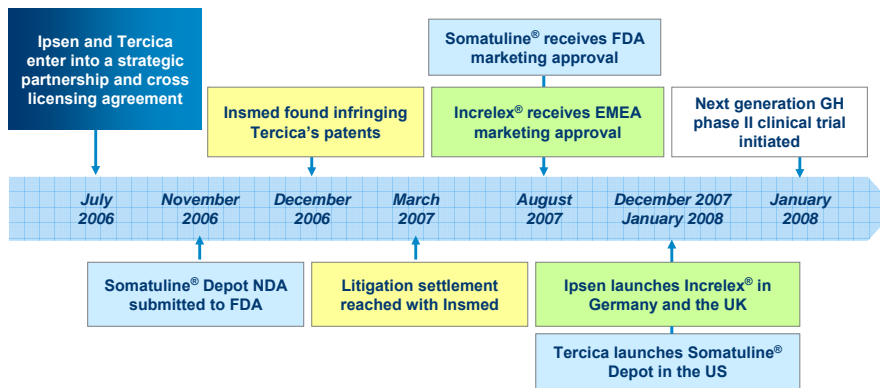 Ipsen and Tercica
enter into a strategic
partnership and cross
licensing agreement
Somatuline® receives FDA
marketing approval
Insmed found infringing
Tercica's patents
Increlex® receives EMEA
marketing approval
Next generation GH
phase II clinical trial
initiated
July
2006
November
2006
December
2006
March
2007
August
2007
December 2007
January 2008
January
2008
Somatuline® Depot NDA
submitted to FDA
Litigation settlement
reached with Insmed
Ipsen launches Increlex® in
Germany and the UK
Tercica launches Somatuline®
Depot in the US